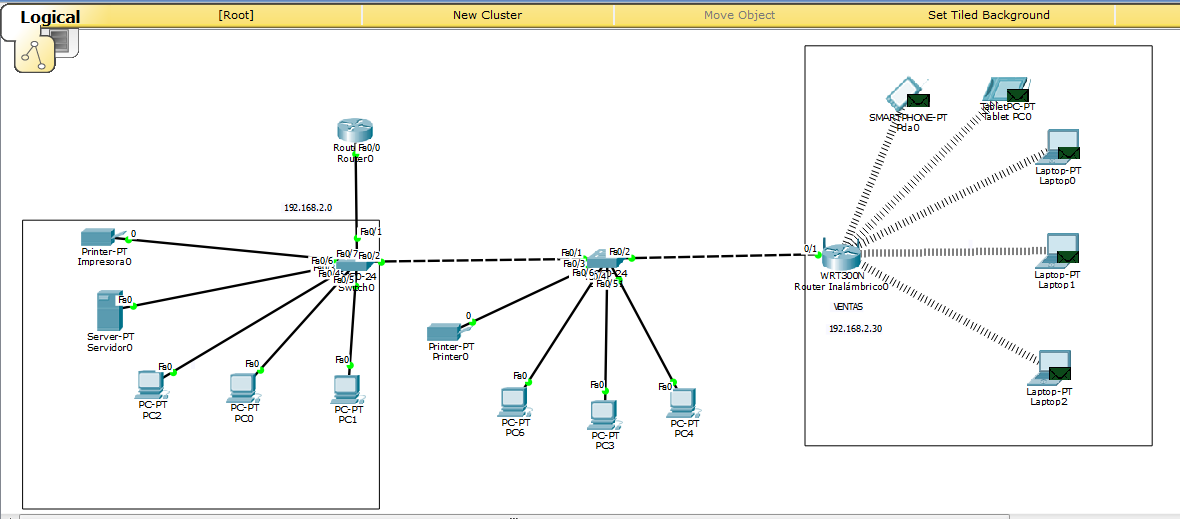 Logical
[Root]
New Cluster
Move Object
Set Tiled Background
SMARTPHONE-PT
Pda0
TabletPC-PT
Tablet PC0
Laptop-PT
Laptop0
Fa0/0
Router0
192.168.2.0
Fa0/1
0
Printer-PT
Impresora0
Fa0/6
Fa0/7
Fa0/2
Switch0
Fa0
Server-PT
Servidor0
Fa0/1
Fa0/2
Fa0/3
0/1
WRT300N
Router Inalámbrico0
VENTAS
192.168.2.30
Laptop-PT
Laptop1
0
Printer-PT
Printer0
Fa0
PC-PT
PC2
Fa0
PC-PT
PC0
Fa0
PC-PT
PC1
Fa0
PC-PT
PC6
Fa0
PC-PT
PC3
Fa0
PC-PT
PC4
Laptop-PT
Laptop2